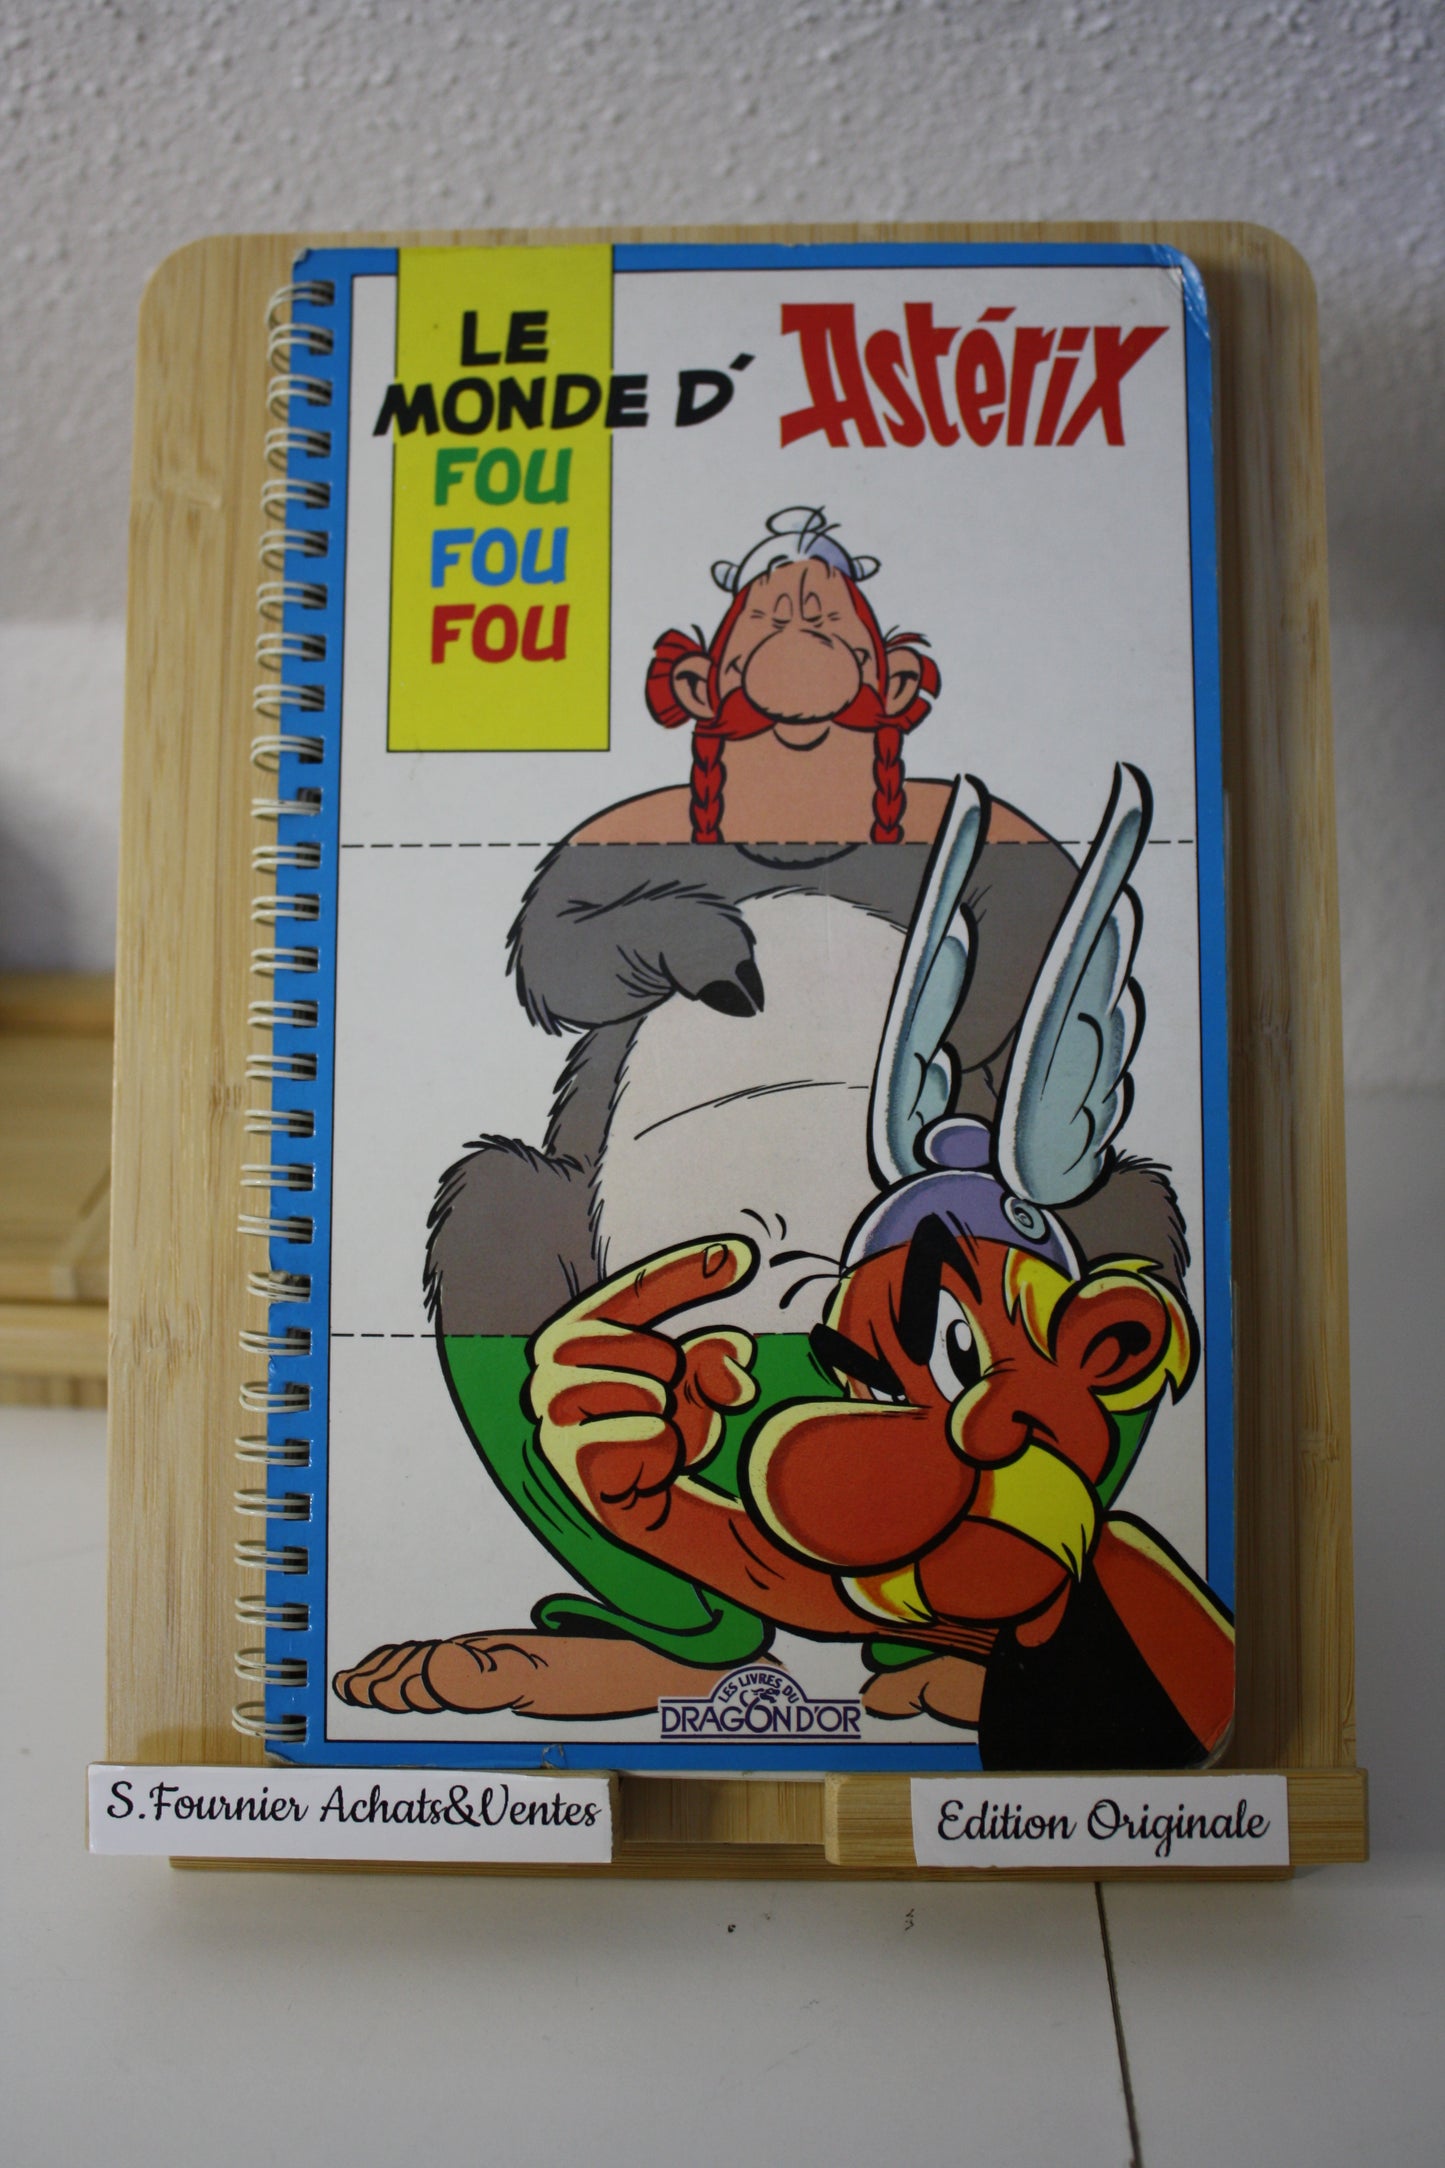 LE
MONDE D'
Astérix
FOU
FOU
FOU
LES LIVRES DU
DRAGON D'OR
S.Fournier Achats&Ventes
Edition Originale